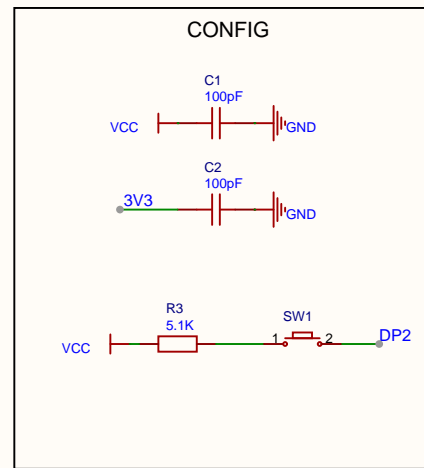 CONFIG
C1
100pF
VCC
GND
C2
100pF
3V3
GND
R3
5.1K
SW1
VCC
1
2
DP2